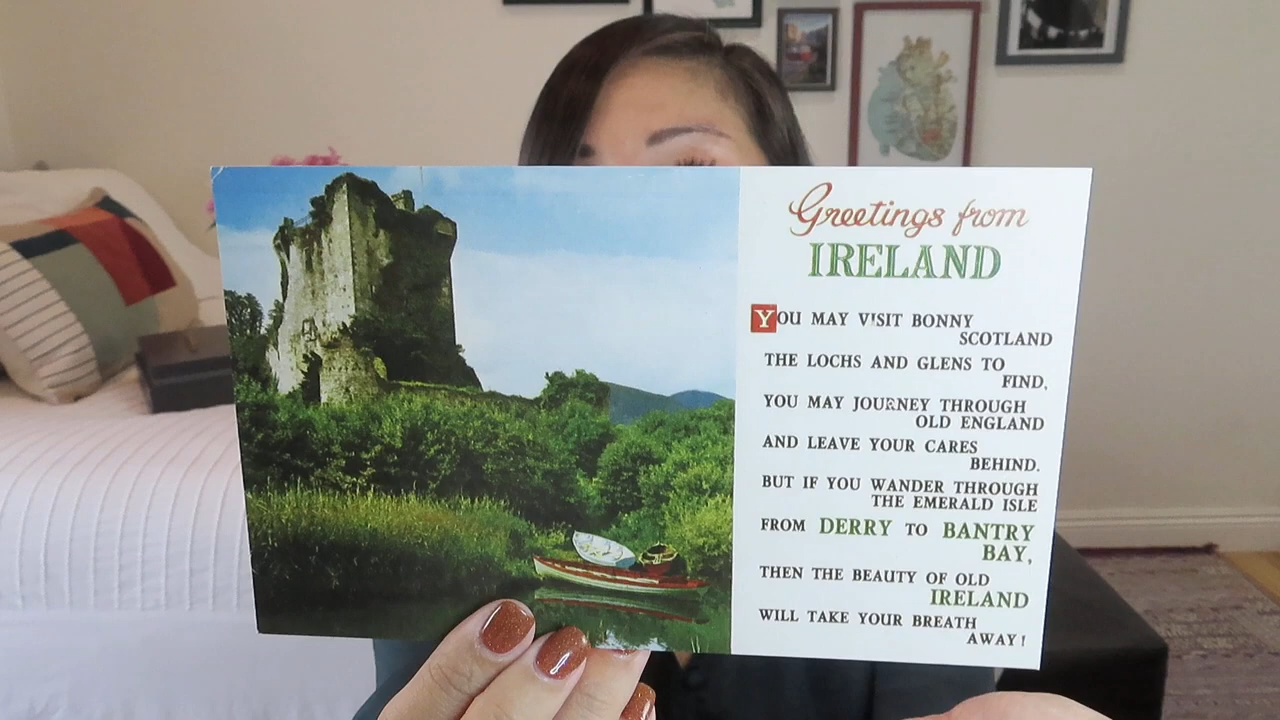 Greetings from
IRELAND
YOU MAY VISIT BONNY
SCOTLAND
THE LOCHS AND GLENS TO
FIND,
YOU MAY JOURNEY THROUGH
OLD ENGLAND
AND LEAVE YOUR CARES
BEHIND.
BUT IF YOU WANDER THROUGH
THE EMERALD ISLE
FROM DERRY TO BANTRY
BAY,
THEN THE BEAUTY OF OLD
IRELAND
WILL TAKE YOUR BREATH
AWAY!